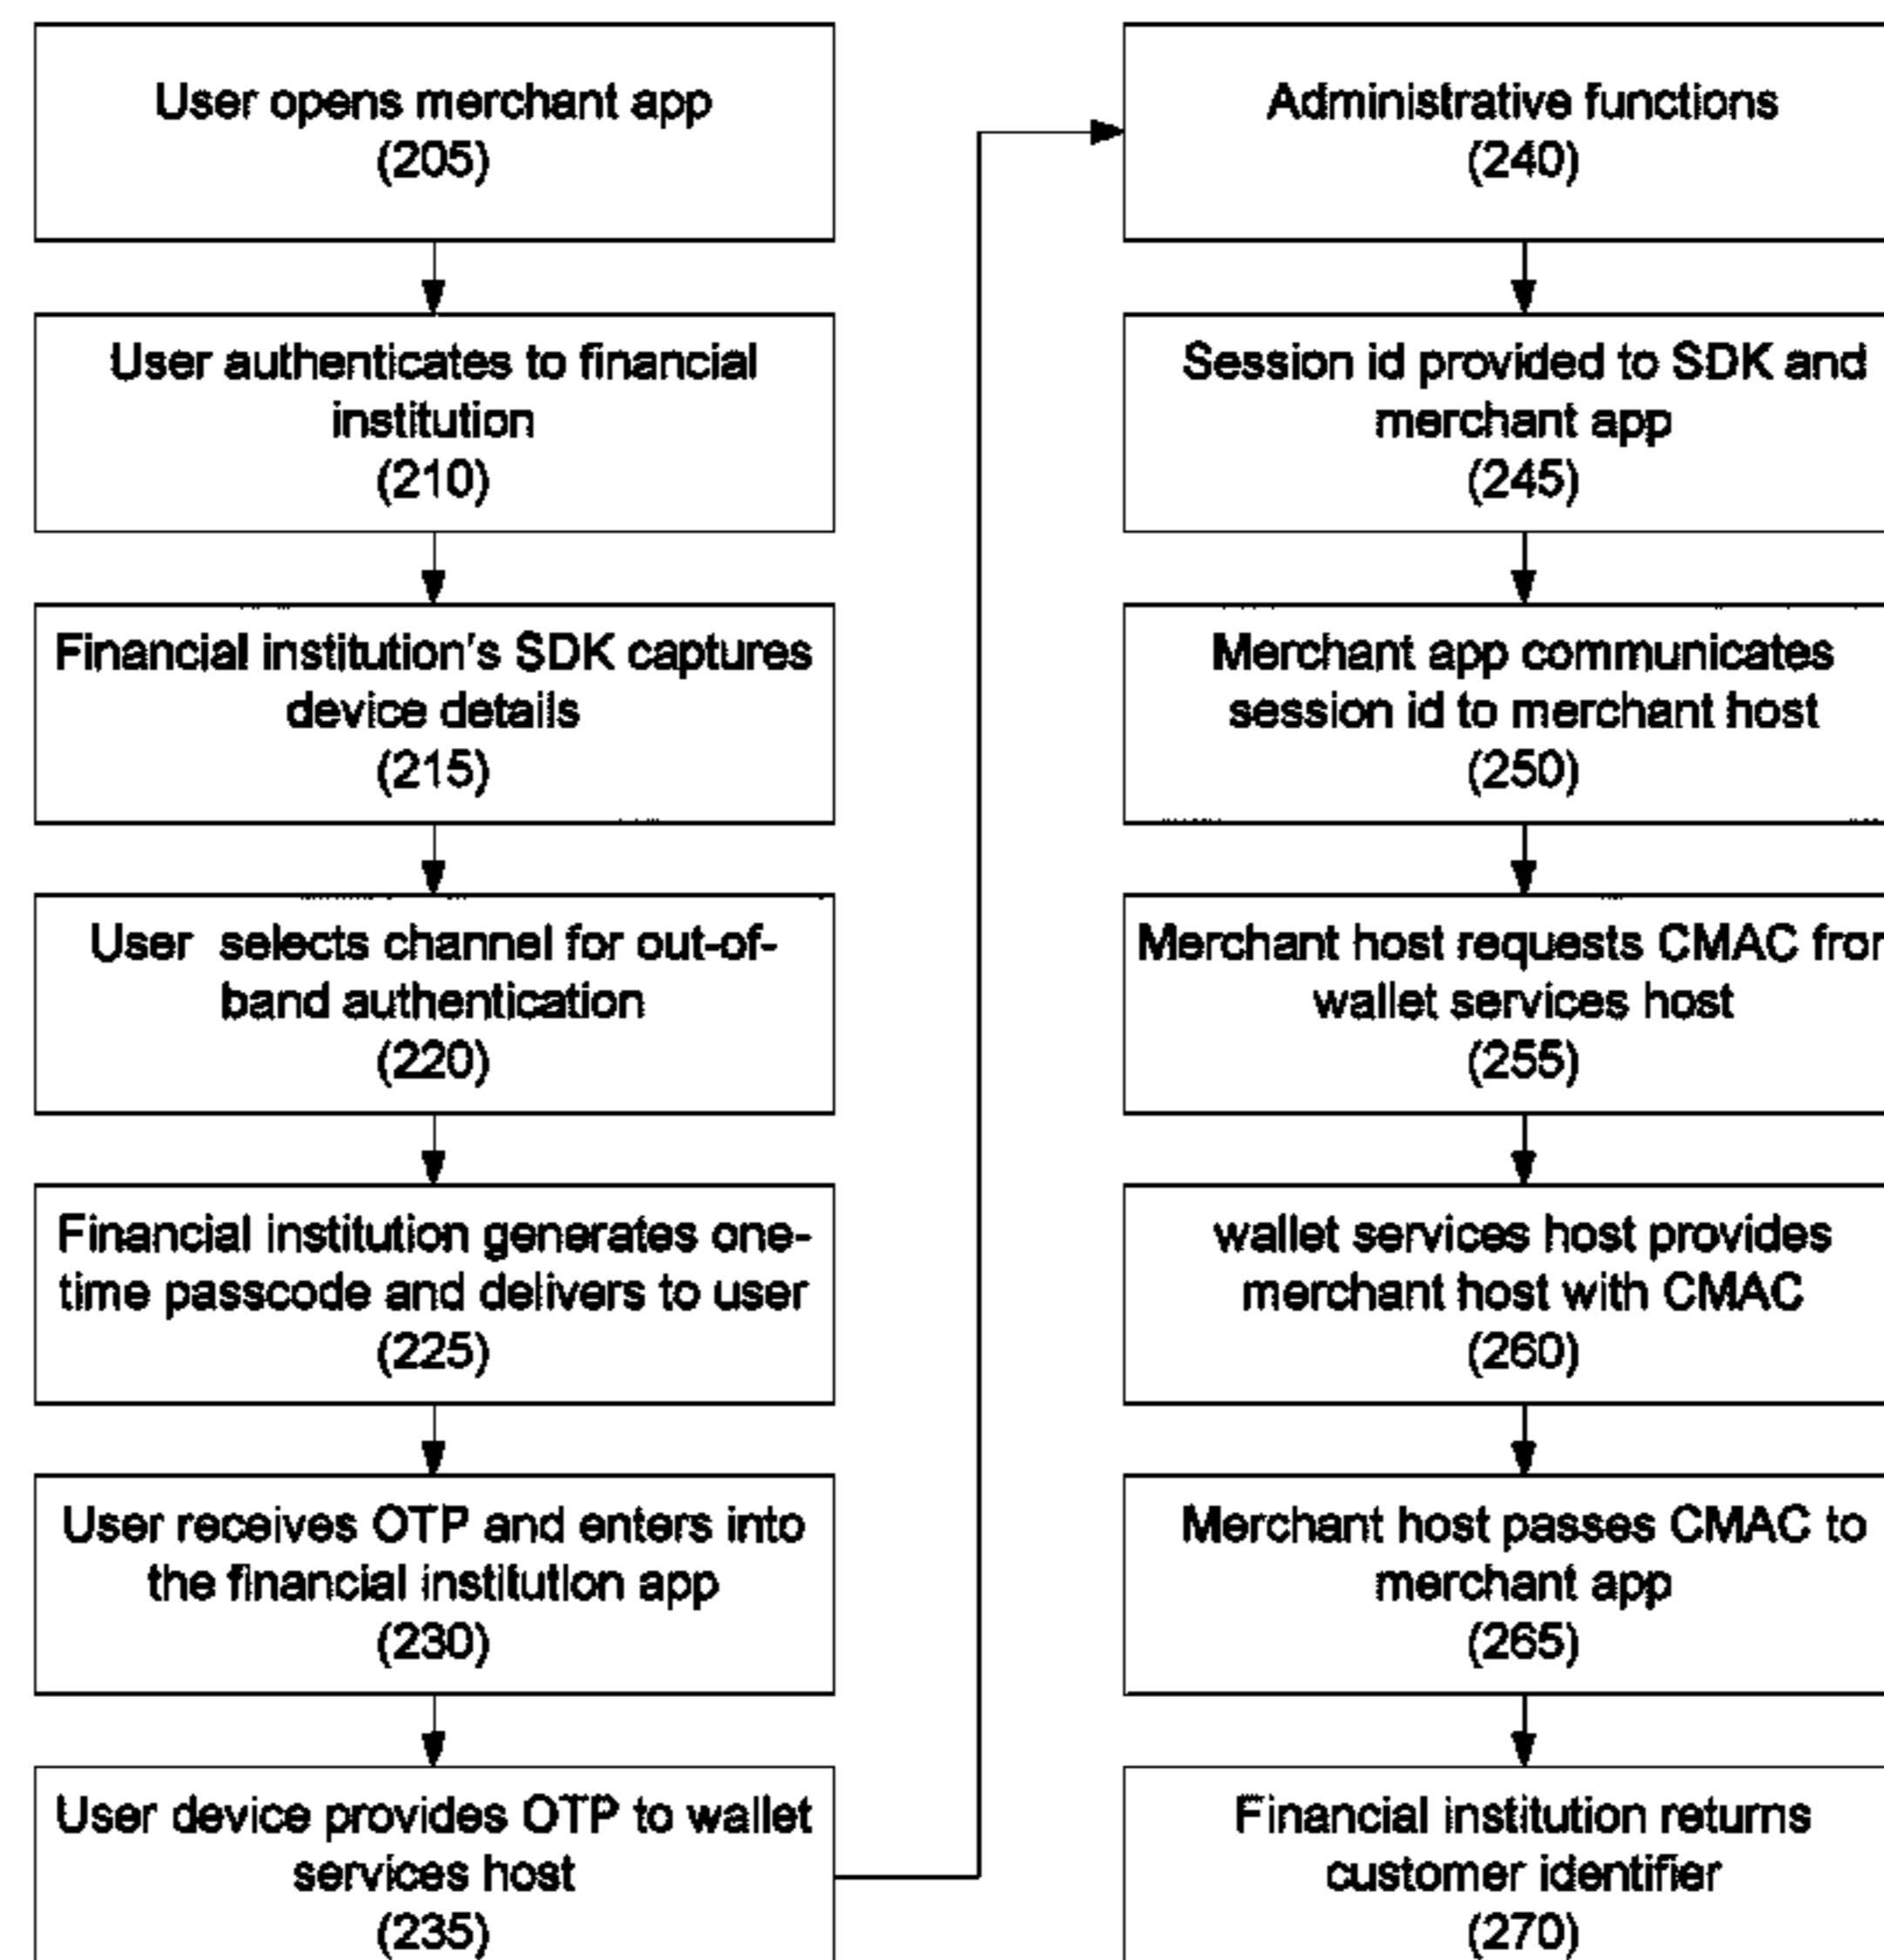 User opens merchant app
(205)
User authenticates to financial
institution
(210)
Financial institution's SDK captures
device details
(215)
User selects channel for out-of-
band authentication
(220)
Financial institution generates one-
time passcode and delivers to user
(225)
User receives OTP and enters into
the financial institution app
(230)
User device provides OTP to wallet
services host
(235)
Administrative functions
(240)
Session id provided to SDK and
merchant app
(245)
Merchant app communicates
session id to merchant host
(250)
Merchant host requests CMAC
wallet services host
(255)
wallet services host provides
merchant host with CMAC
(260)
Merchant host passes CMAC to
merchant app
(265)
Financial institution returns
customer identifier
(270)